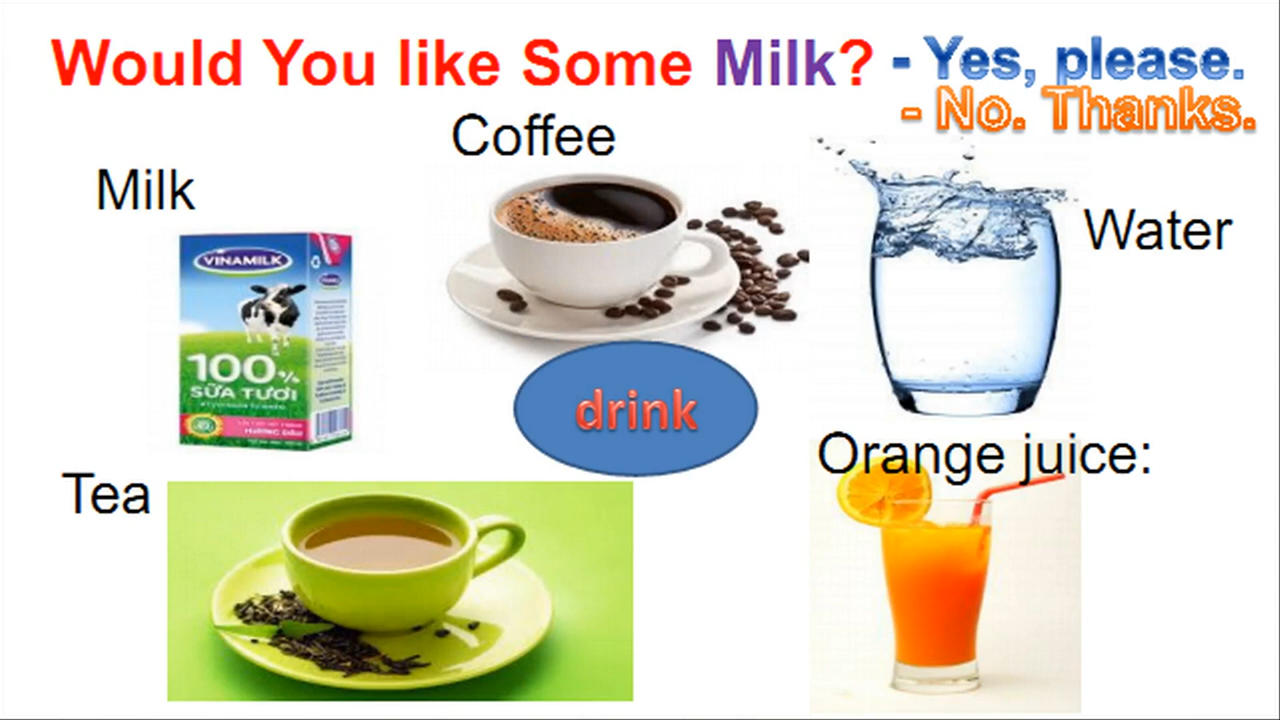 Would You like Some Milk?
- Yes, please.
- No. Thanks.
Coffee
Milk
Water
VINAMILK
100%
SỮA TƯƠI
drink
Orange juice:
Tea